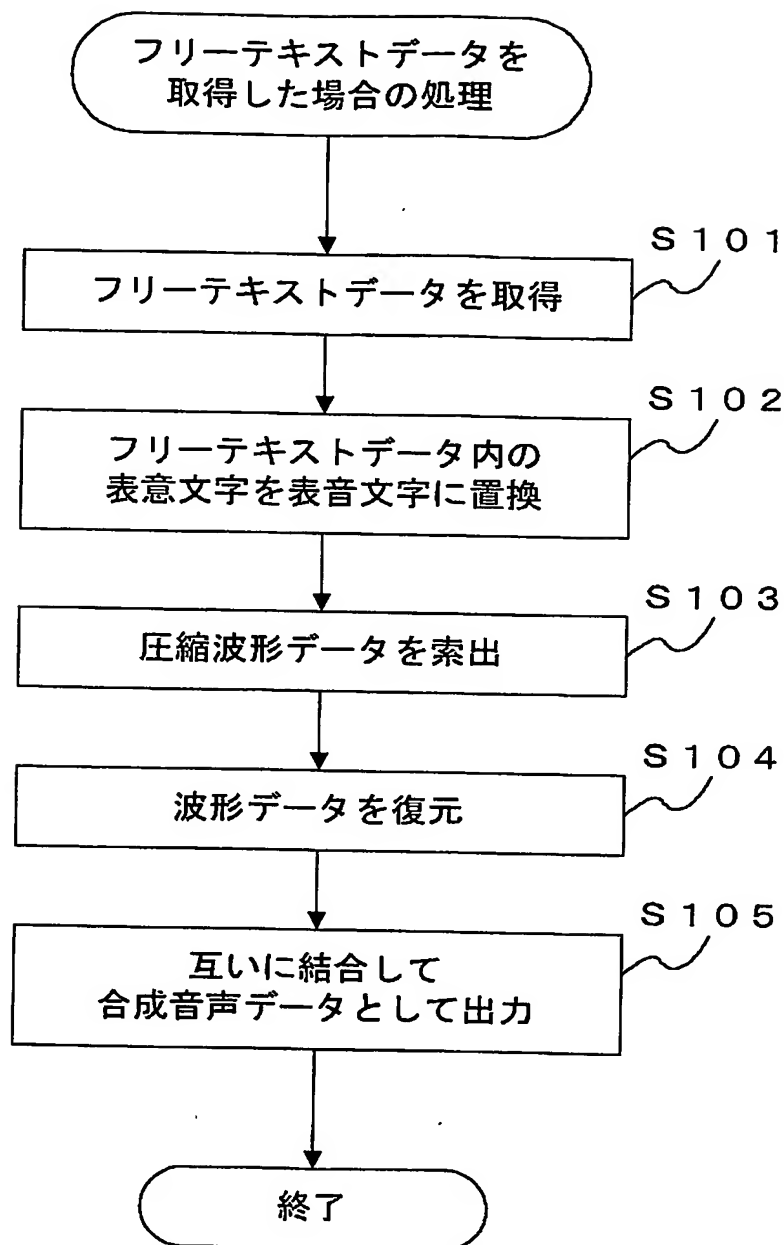 フリーテキストデータを
取得した場合の処理
S101
フリーテキストデータを取得
S102
フリーテキストデータ内の
表意文字を表音文字に置換
S103
圧縮波形データを索出
S104
波形データを復元
S105
互いに結合して
合成音声データとして出力
終了